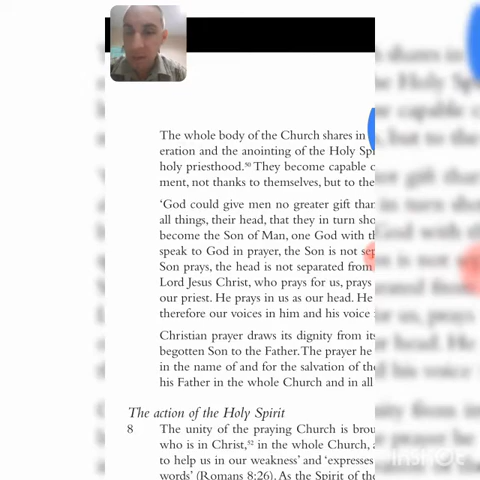 The whole body of the Church shares in
eration and the anointing of the Holy Spi
holy priesthood.⁵⁰ They become capable o
ment, not thanks to themselves, but to the
‘God could give men no greater gift than
all things, their head, that they in turn sho
become the Son of Man, one God with th
speak to God in prayer, the Son is not sep
Son prays, the head is not separated from
Lord Jesus Christ, who prays for us, prays
our priest. He prays in us as our head. He
therefore our voices in him and his voice
Christian prayer draws its dignity from its
begotten Son to the Father. The prayer he
in the name of and for the salvation of the
his Father in the whole Church and in all
The action of the Holy Spirit
8 The unity of the praying Church is brou
who is in Christ,⁵² in the whole Church, a
to help us in our weakness’ and ‘expresses
words’ (Romans 8:26). As the Spirit of the
InShOt